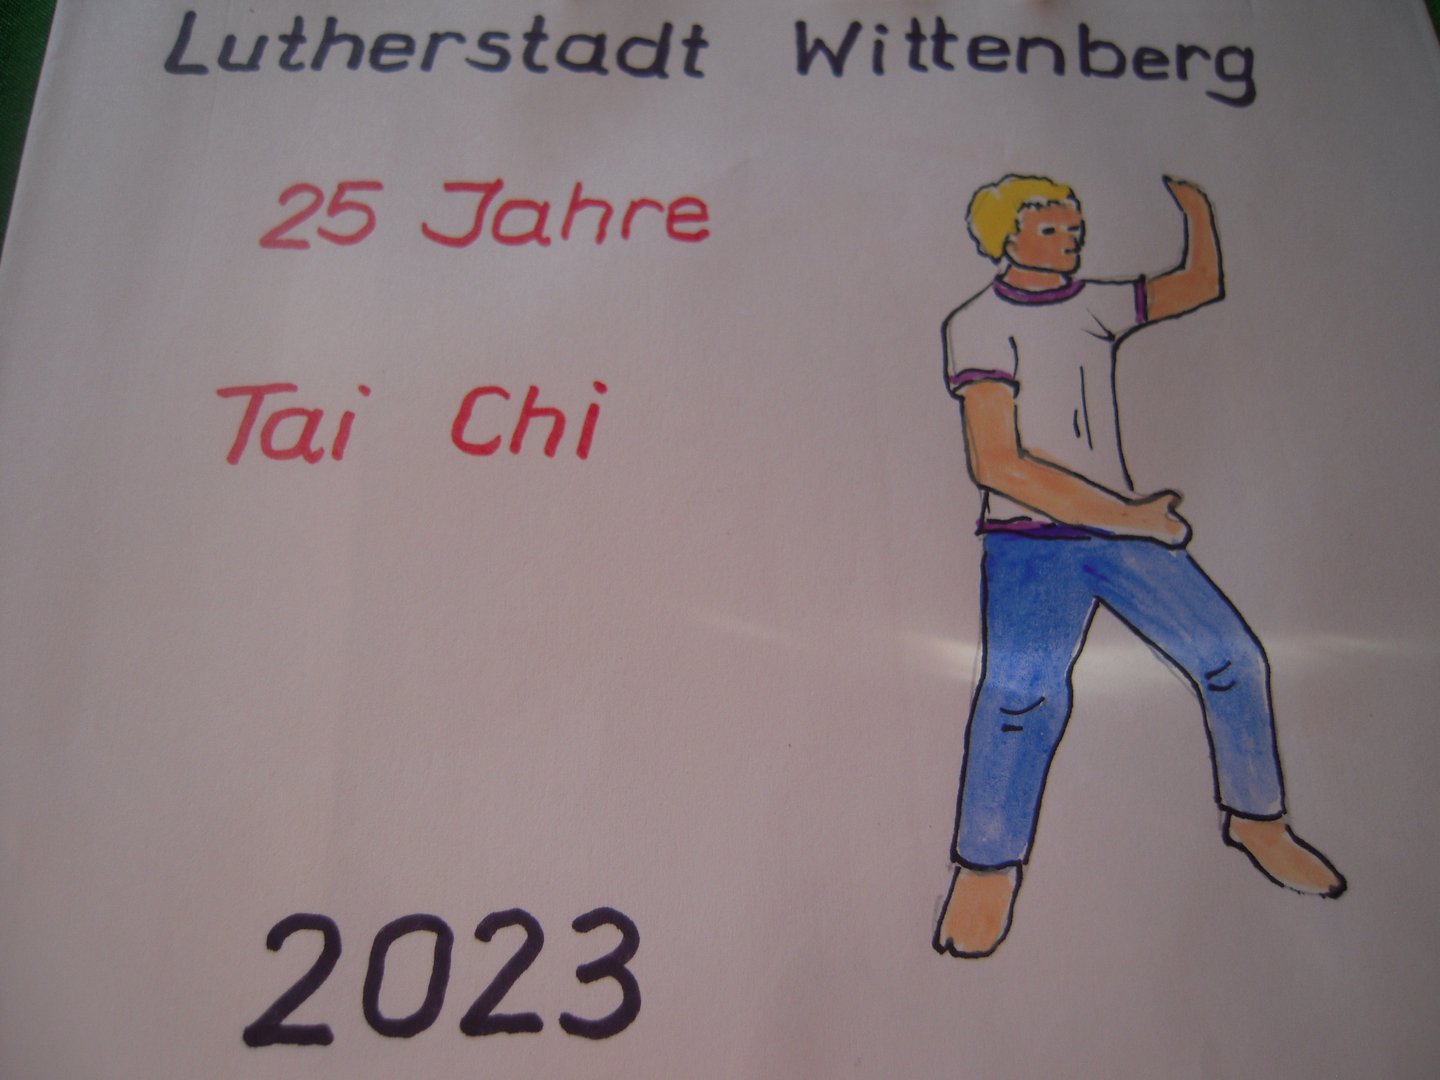 Lutherstadt Wittenberg
25 Jahre
Tai Chi
2023